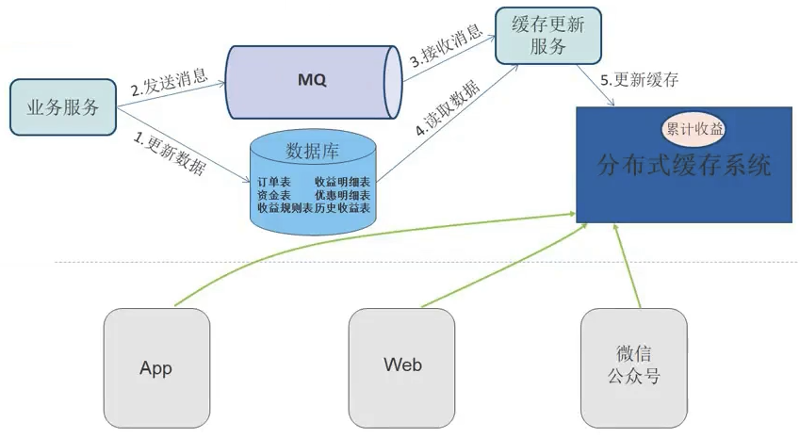 缓存更新
服务
3.接收消息
2.发送消息
MQ
5.更新缓存
业务服务
4.读取数据
累计收益
1.更新数据
数据库
分布式缓存系统
订单表 收益明细表
资金表 优惠明细表
收益规则表 历史收益表
App
Web
微信
公众号